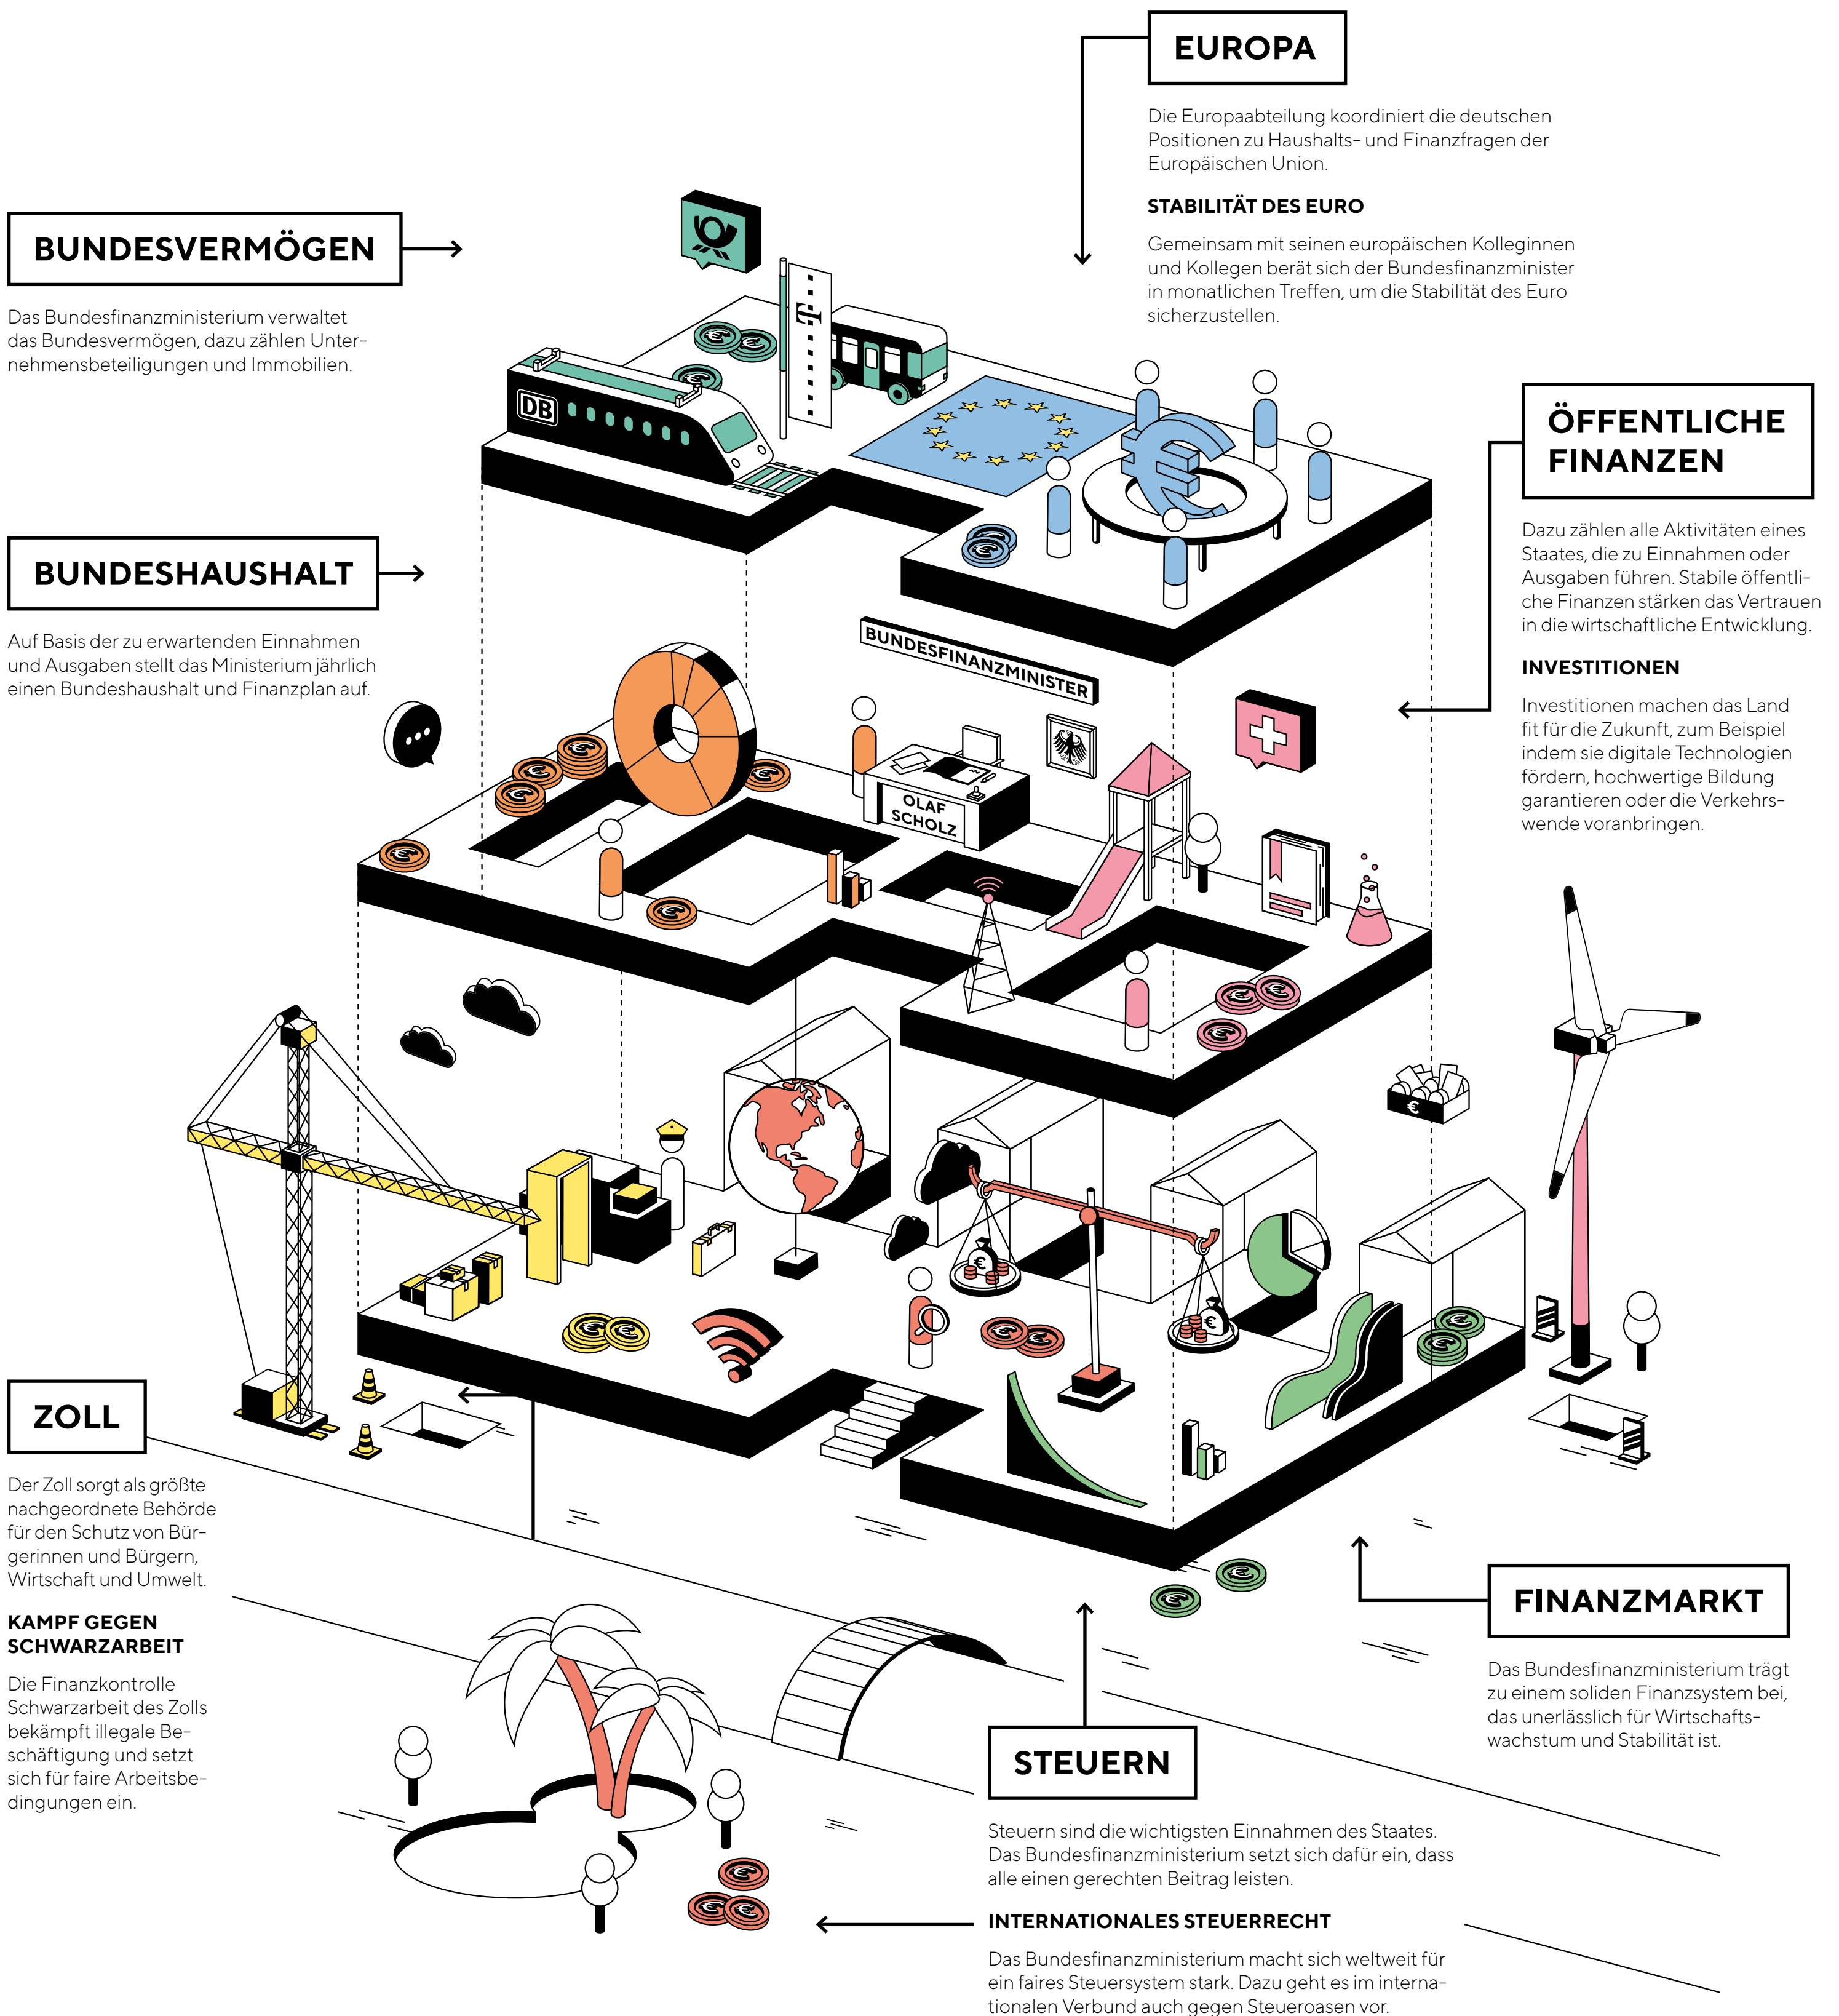 EUROPA
Die Europaabteilung koordiniert die deutschen
Positionen zu Haushalts- und Finanzfragen der
Europäischen Union.
STABILITÄT DES EURO
Gemeinsam mit seinen europäischen Kolleginnen
und Kollegen berät sich der Bundesfinanzminister
in monatlichen Treffen, um die Stabilität des Euro
sicherzustellen.
BUNDESVERMÖGEN
Das Bundesfinanzministerium verwaltet
das Bundesvermögen, dazu zählen Unter-
nehmensbeteiligungen und Immobilien.
T
DB
€
ÖFFENTLICHE
FINANZEN
Dazu zählen alle Aktivitäten eines
Staates, die zu Einnahmen oder
Ausgaben führen. Stabile öffentli-
che Finanzen stärken das Vertrauen
in die wirtschaftliche Entwicklung.
INVESTITIONEN
Investitionen machen das Land
fit für die Zukunft, zum Beispiel
indem sie digitale Technologien
fördern, hochwertige Bildung
garantieren oder die Verkehrs-
wende voranbringen.
BUNDESHAUSHALT
Auf Basis der zu erwartenden Einnahmen
und Ausgaben stellt das Ministerium jährlich
einen Bundeshaushalt und Finanzplan auf.
BUNDESFINANZMINISTER
OLAF
SCHOLZ
€
€
€
ZOLL
Der Zoll sorgt als größte
nachgeordnete Behörde
für den Schutz von Bür-
gerinnen und Bürgern,
Wirtschaft und Umwelt.
KAMPF GEGEN
SCHWARZARBEIT
Die Finanzkontrolle
Schwarzarbeit des Zolls
bekämpft illegale Be-
schäftigung und setzt
sich für faire Arbeitsbe-
dingungen ein.
FINANZMARKT
Das Bundesfinanzministerium trägt
zu einem soliden Finanzsystem bei,
das unerlässlich für Wirtschafts-
wachstum und Stabilität ist.
STEUERN
Steuern sind die wichtigsten Einnahmen des Staates.
Das Bundesfinanzministerium setzt sich dafür ein, dass
alle einen gerechten Beitrag leisten.
INTERNATIONALES STEUERRECHT
Das Bundesfinanzministerium macht sich weltweit für
ein faires Steuersystem stark. Dazu geht es im interna-
tionalen Verbund auch gegen Steueroasen vor.